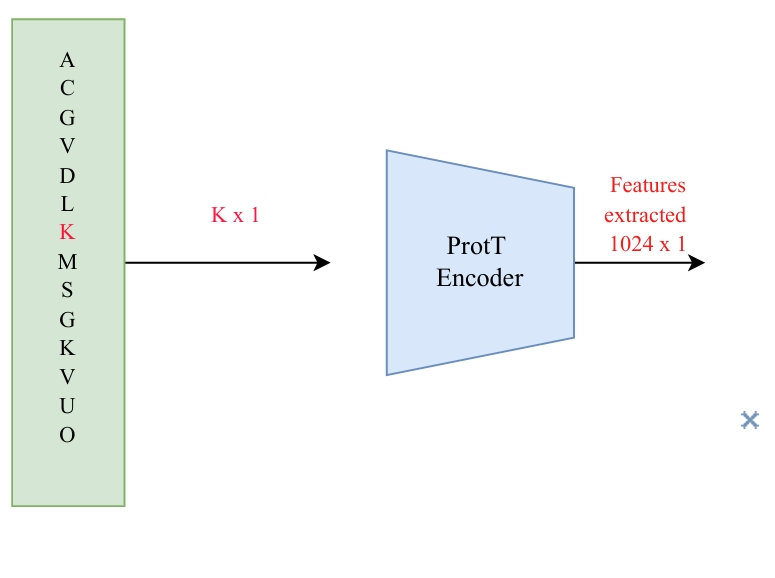 A
C
G
V
D
L
K
M
S
G
K
V
U
O
K x 1
ProtT
Encoder
Features
extracted
1024 x 1